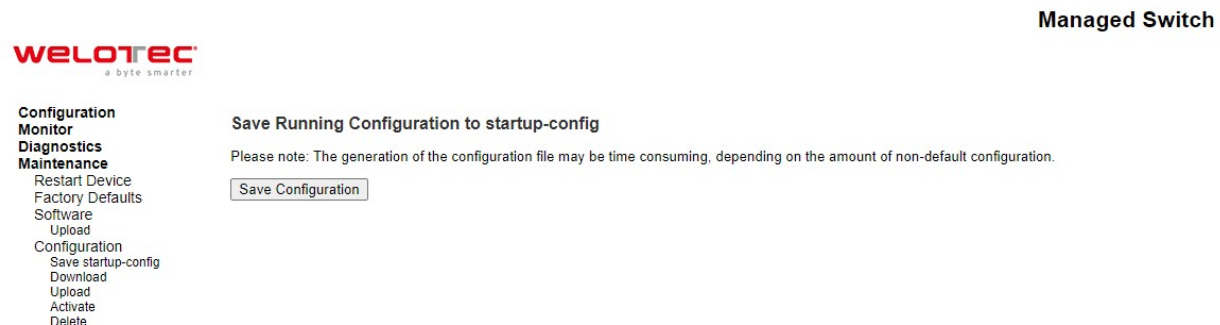 Managed Switch
WELOTEC
a byte smarter
Configuration
Monitor
Diagnostics
Maintenance
Restart Device
Factory Defaults
Software
Upload
Configuration
Save startup-config
Download
Upload
Activate
Delete
Save Running Configuration to startup-config
Please note: The generation of the configuration file may be time consuming, depending on the amount of non-default configuration.
Save Configuration